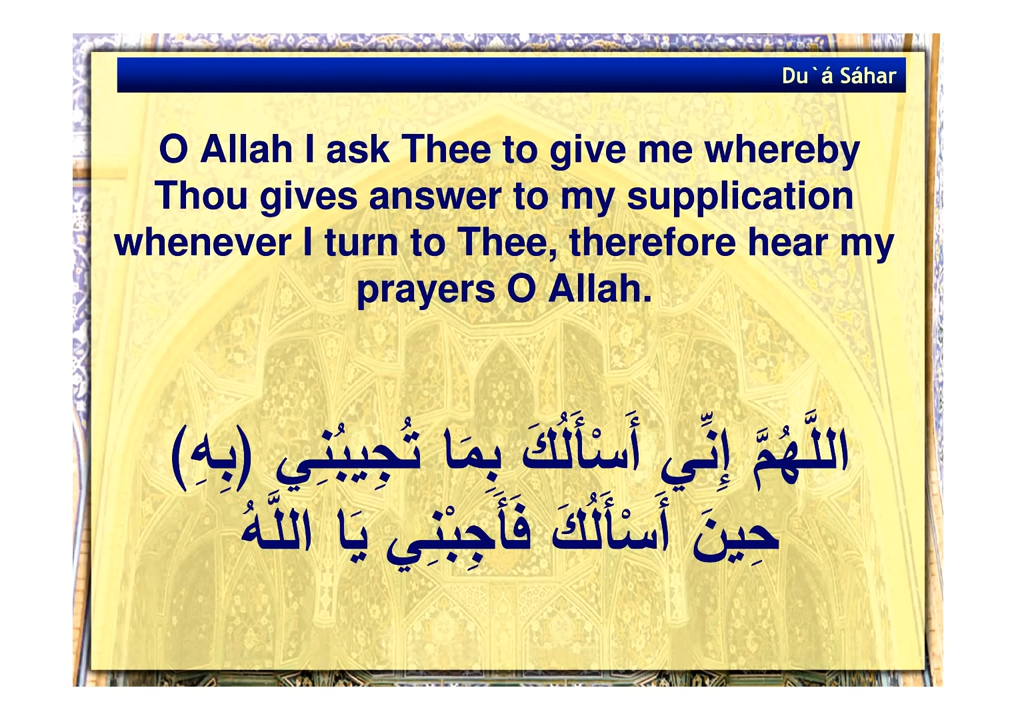 Du`á Sáhar
O Allah I ask Thee to give me whereby
Thou gives answer to my supplication
whenever I turn to Thee, therefore hear my
prayers O Allah.
اللَّهُمَّ إِنِّي أَسْأَلُكَ بِمَا تُجِيبُنِي (بِهِ)
حِينَ أَسْأَلُكَ فَأَجِبْنِي يَا اللَّهُ